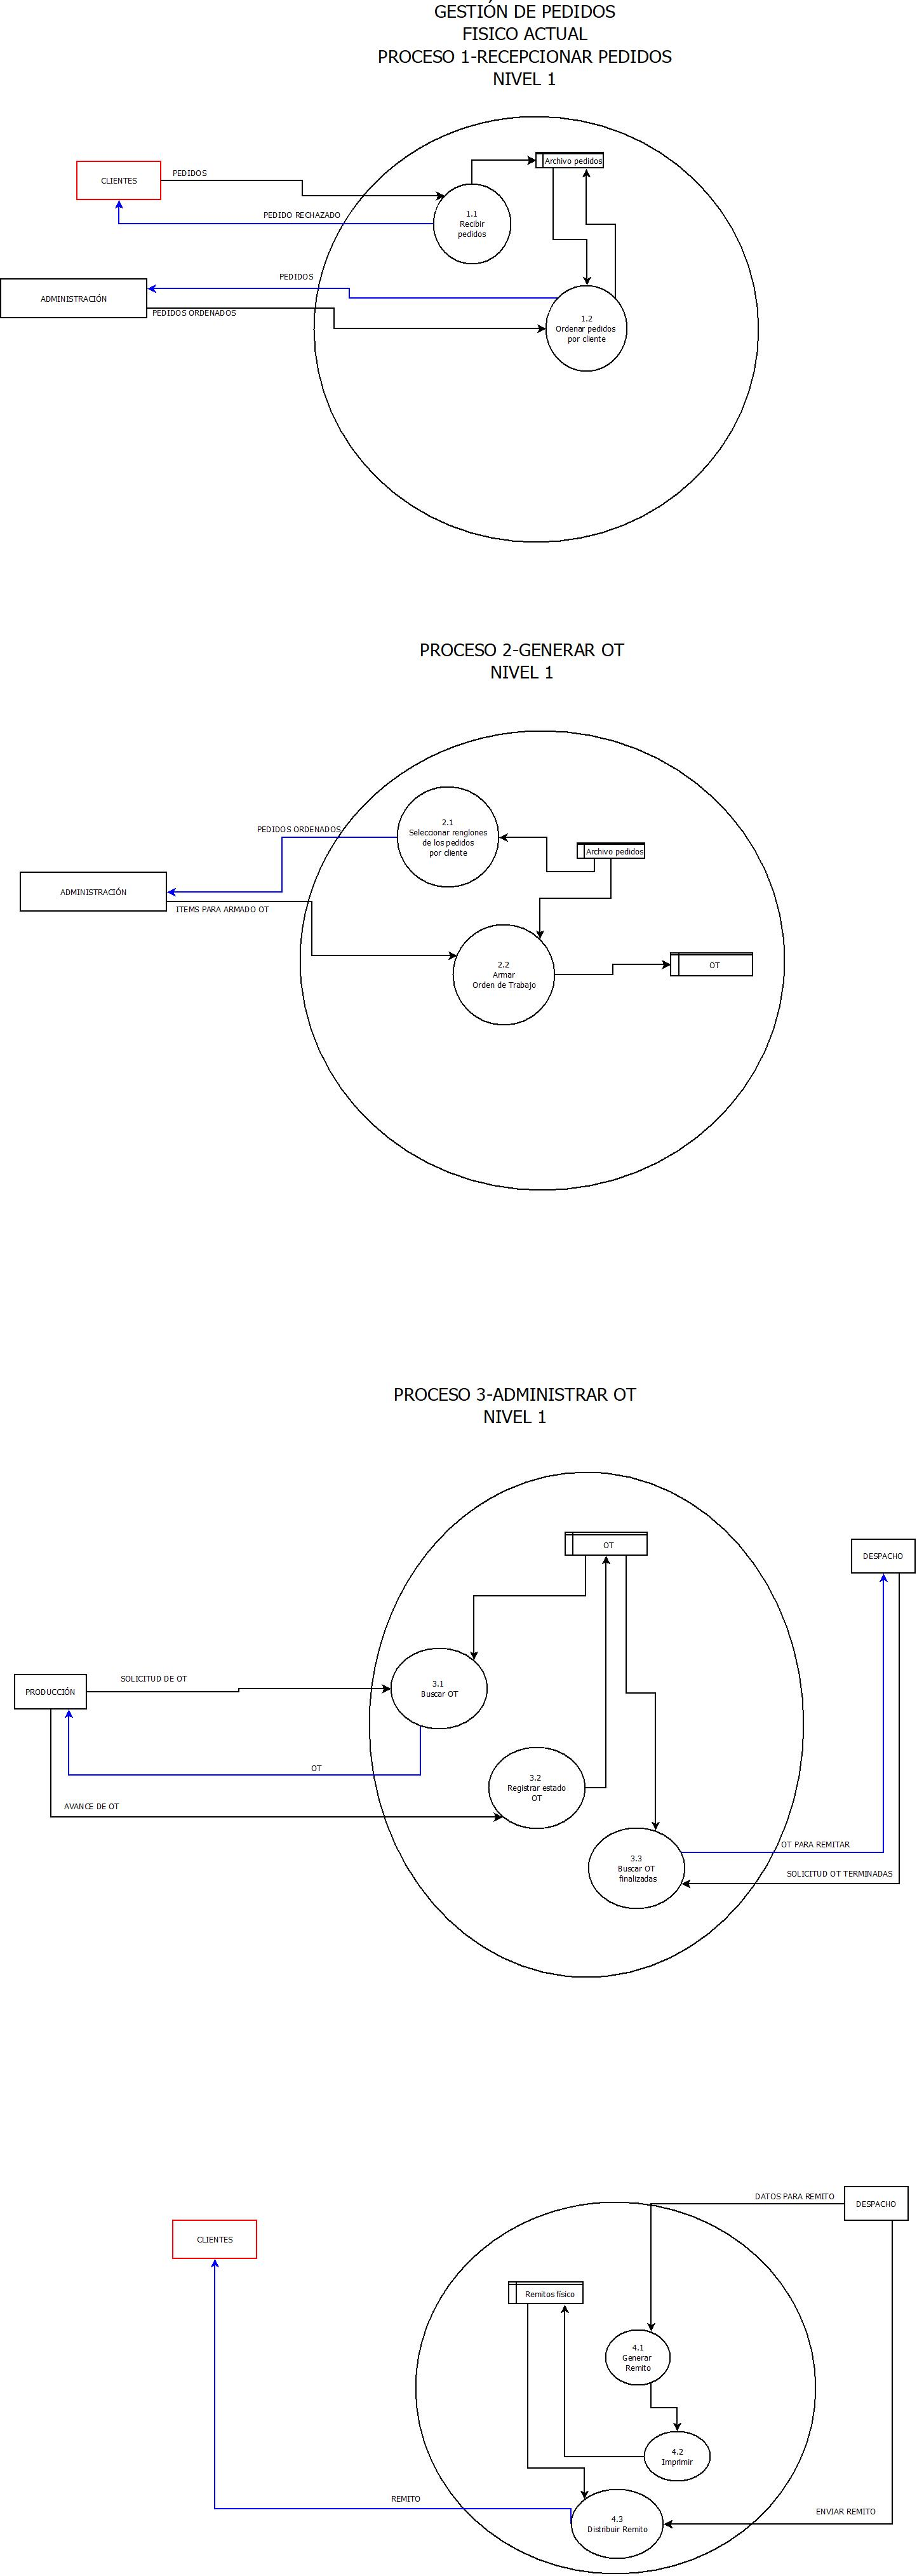 GESTIÓN DE PEDIDOS
FISICO ACTUAL
PROCESO 1-RECEPCIONAR PEDIDOS
NIVEL 1
Archivo pedidos
CLIENTES
PEDIDOS
PEDIDO RECHAZADO
1.1
Recibir
pedidos
PEDIDOS
ADMINISTRACIÓN
PEDIDOS ORDENADOS
1.2
Ordenar pedidos
por cliente
PROCESO 2-GENERAR OT
NIVEL 1
PEDIDOS ORDENADOS
2.1
Seleccionar renglones
de los pedidos
por cliente
Archivo pedidos
ADMINISTRACIÓN
ITEMS PARA ARMADO OT
2.2
Armar
Orden de Trabajo
OT
PROCESO 3-ADMINISTRAR OT
NIVEL 1
OT
DESPACHO
PRODUCCIÓN
SOLICITUD DE OT
3.1
Buscar OT
OT
AVANCE DE OT
3.2
Registrar estado
OT
OT PARA REMITAR
3.3
Buscar OT
finalizadas
SOLICITUD OT TERMINADAS
DATOS PARA REMITO
DESPACHO
CLIENTES
Remitos físico
4.1
Generar
Remito
4.2
Imprimir
REMITO
4.3
Distribuir Remito
ENVIAR REMITO